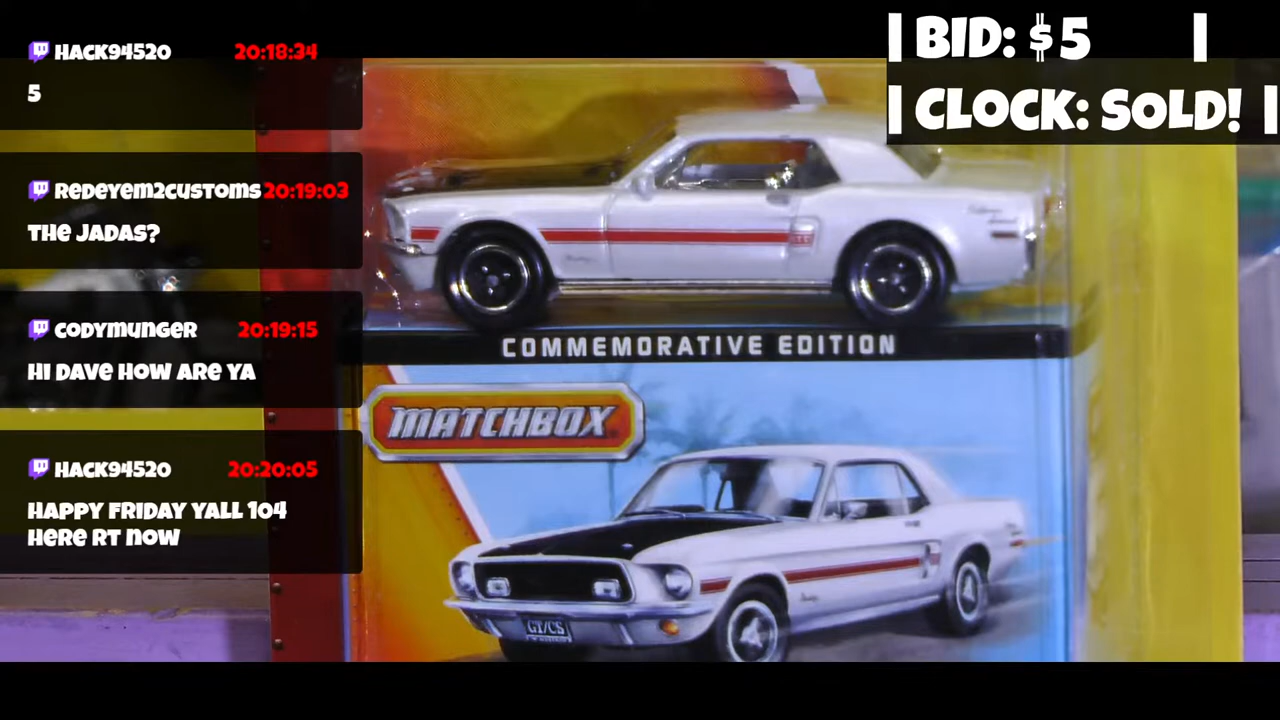 HACK94520 20:18:34
5
REDEYEM2CUSTOMS 20:19:03
THE JADAS?
CODYMUNGER 20:19:15
HI DAVE HOW ARE YA
HACK94520 20:20:05
HAPPY FRIDAY YALL 104
HERE RT NOW
| BID: $5 |
| CLOCK: SOLD! |
COMMEMORATIVE EDITION
MATCHBOX
GT/CS